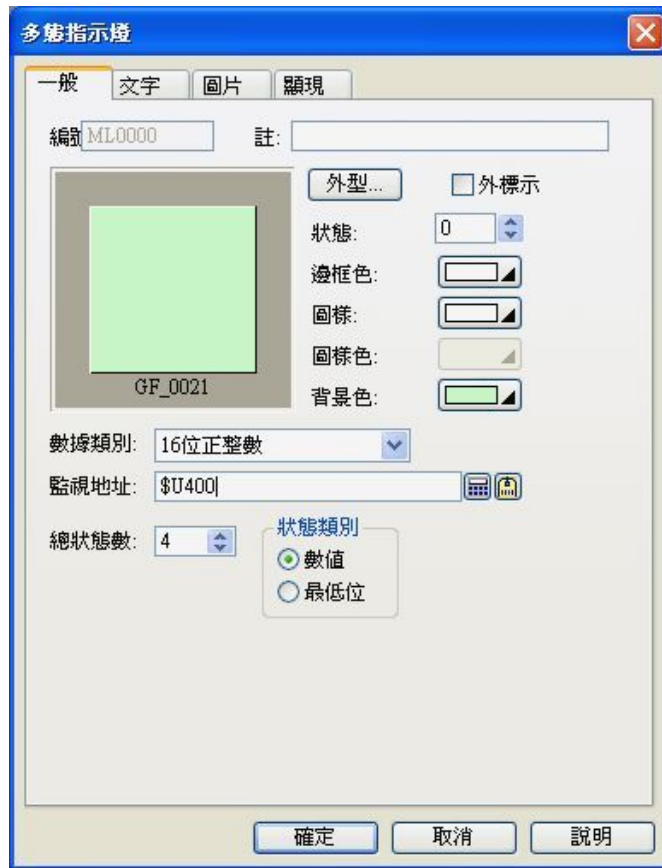 多態指示燈
一般 文字 圖片 顯現
編號 ML0000 註:
外型... 外標示
狀態: 0
邊框色:
圖樣:
圖樣色:
GF_0021
背景色:
數據類別: 16位正整數
監視地址: $U400
總狀態數: 4
狀態類別
數值
最低位
確定 取消 說明